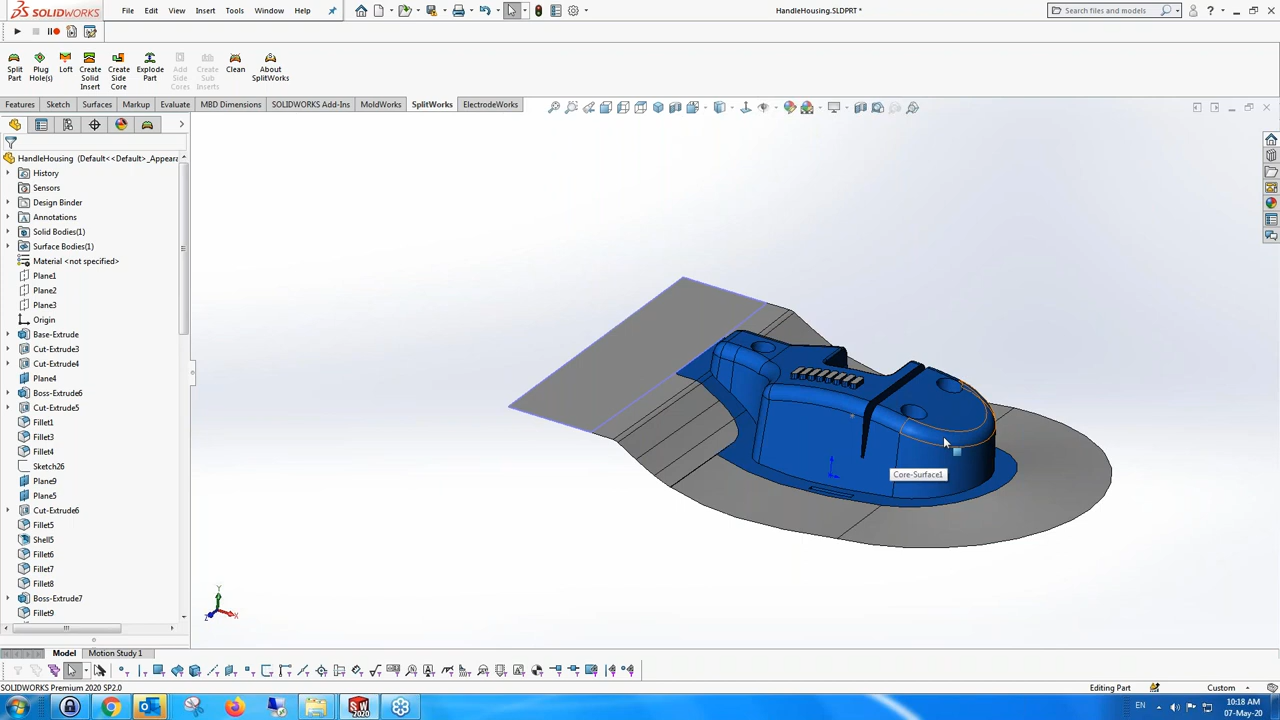 SOLIDWORKS
File Edit View Insert Tools Window Help
HandleHousing.SLDPRT *
Search files and models
Split Part
Plug Hole(s)
Loft
Create Solid Insert
Create Side Core
Explode Part
Add Side Cores
Create Sub Inserts
Clean
About SplitWorks
Features Sketch Surfaces Markup Evaluate MBD Dimensions SOLIDWORKS Add-Ins MoldWorks SplitWorks ElectrodeWorks
HandleHousing (Default<<Default>_Appeara
History
Sensors
Design Binder
Annotations
Solid Bodies(1)
Surface Bodies(1)
Material <not specified>
Plane1
Plane2
Plane3
Origin
Base-Extrude
Cut-Extrude3
Cut-Extrude4
Plane4
Boss-Extrude6
Cut-Extrude5
Fillet1
Fillet3
Fillet4
Sketch26
Plane9
Plane5
Cut-Extrude6
Fillet5
Shell5
Fillet6
Fillet7
Fillet8
Boss-Extrude7
Fillet9
Core-Surface1
Y
X
Z
Model Motion Study 1
SOLIDWORKS Premium 2020 SP2.0
Editing Part
Custom
SW
2020
EN
10:18 AM
07-May-20